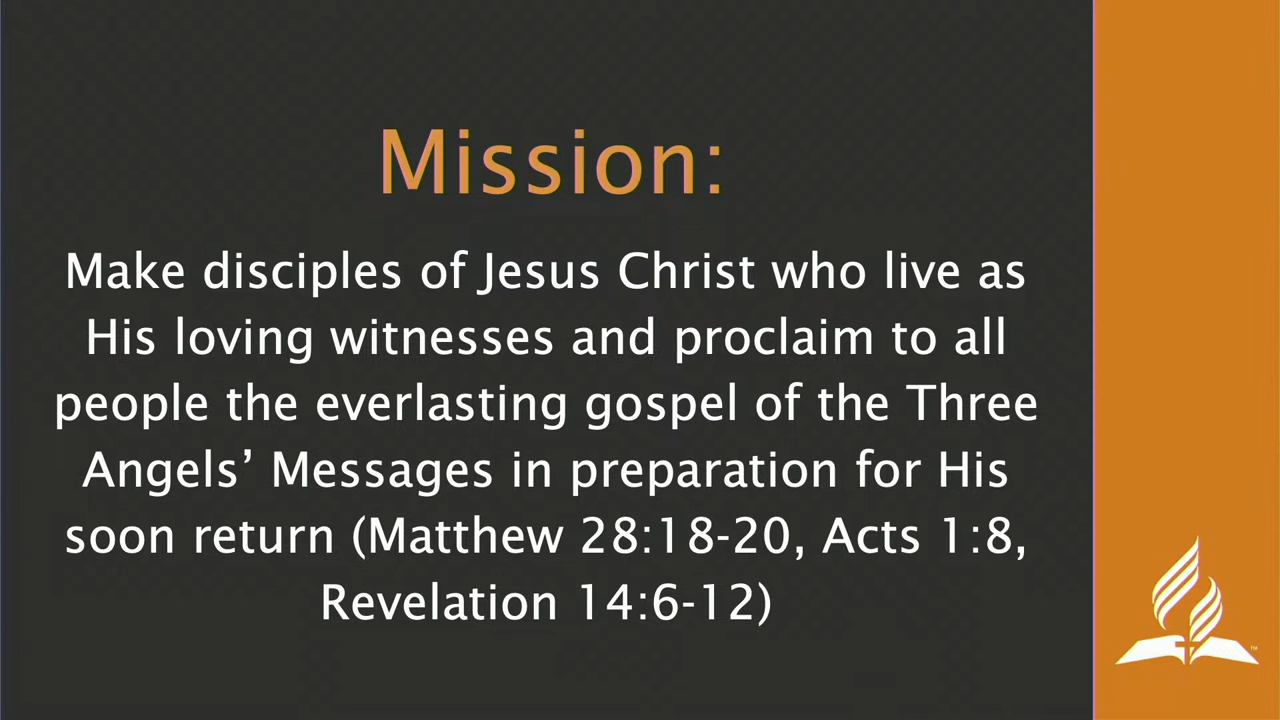 Mission:
Make disciples of Jesus Christ who live as
His loving witnesses and proclaim to all
people the everlasting gospel of the Three
Angels’ Messages in preparation for His
soon return (Matthew 28:18-20, Acts 1:8,
Revelation 14:6-12)
TM